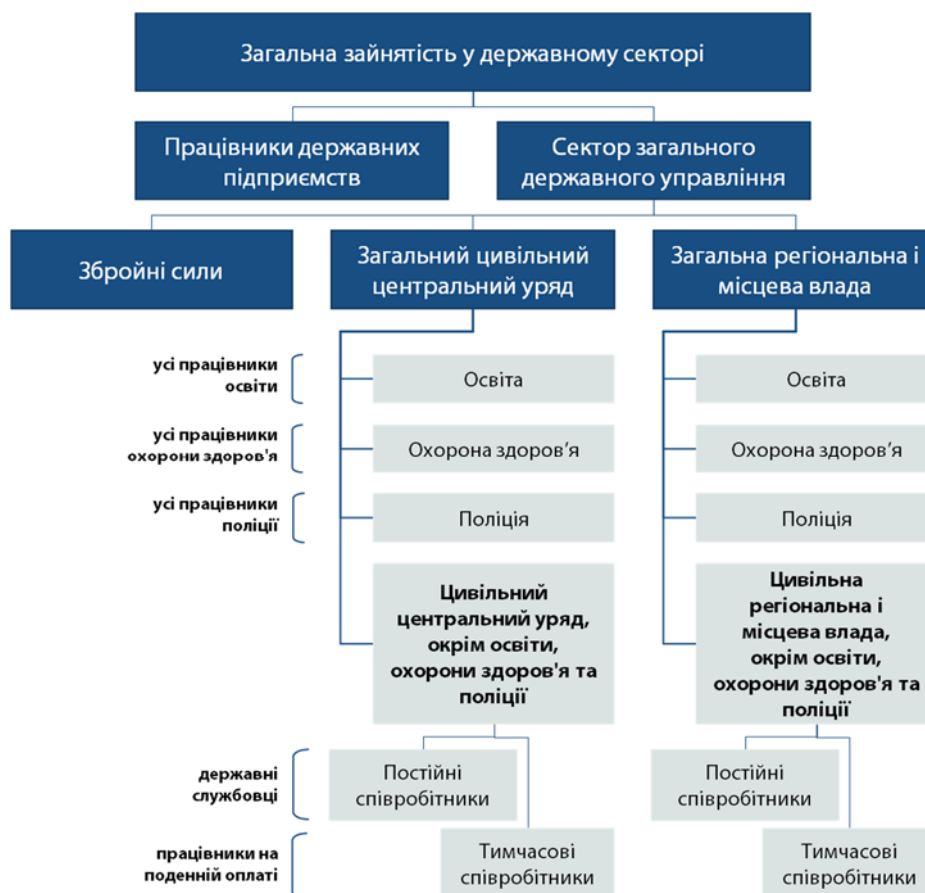 Загальна зайнятість у державному секторі
Працівники державних
підприємств
Сектор загального
державного управління
Збройні сили
Загальний цивільний
центральний уряд
Загальна регіональна і
місцева влада
усі працівники
освіти
Освіта
Освіта
усі працівники
охорони здоров'я
Охорона здоров’я
Охорона здоров’я
усі працівники
поліції
Поліція
Поліція
Цивільний
центральний уряд,
окрім освіти,
охорони здоров'я та
поліції
Цивільна
регіональна і
місцева влада,
окрім освіти,
охорони здоров'я та
поліції
державні
службовці
Постійні
співробітники
Постійні
співробітники
працівники на
поденній оплаті
Тимчасові
співробітники
Тимчасові
співробітники